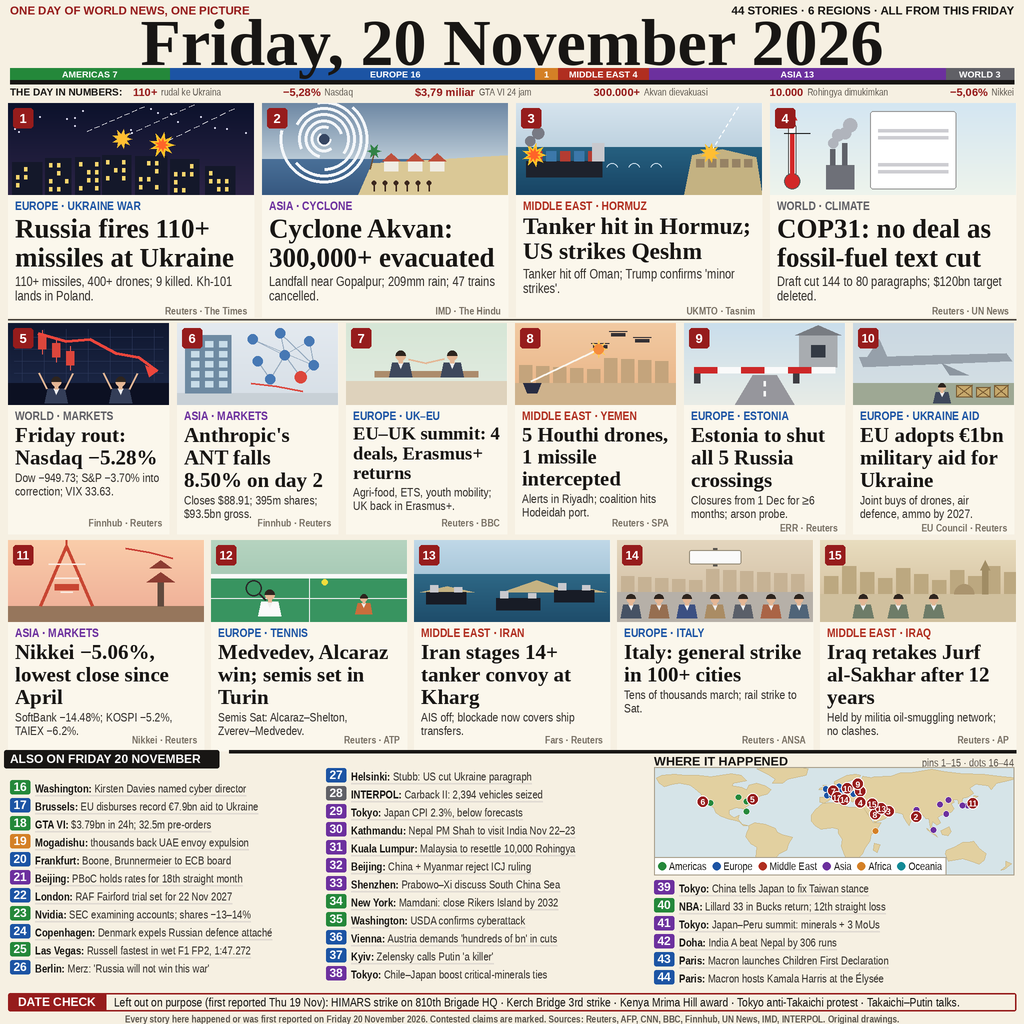 ONE DAY OF WORLD NEWS, ONE PICTURE
44 STORIES · 6 REGIONS · ALL FROM THIS FRIDAY
Friday, 20 November 2026
AMERICAS 7
EUROPE 16
1
MIDDLE EAST 4
ASIA 13
WORLD 3
THE DAY IN NUMBERS: 110+ rudal ke Ukraina −5,28% Nasdaq $3,79 miliar GTA VI 24 jam 300.000+ Akvan dievakuasi 10.000 Rohingya dimukimkan −5,06% Nikkei
1
EUROPE · UKRAINE WAR
Russia fires 110+
missiles at Ukraine
110+ missiles, 400+ drones; 9 killed. Kh-101
lands in Poland.
Reuters · The Times
2
ASIA · CYCLONE
Cyclone Akvan:
300,000+ evacuated
Landfall near Gopalpur; 209mm rain; 47 trains
cancelled.
IMD · The Hindu
3
MIDDLE EAST · HORMUZ
Tanker hit in Hormuz;
US strikes Qeshm
Tanker hit off Oman; Trump confirms 'minor
strikes'.
UKMTO · Tasnim
4
WORLD · CLIMATE
COP31: no deal as
fossil-fuel text cut
Draft cut 144 to 80 paragraphs; $120bn target
deleted.
Reuters · UN News
5
WORLD · MARKETS
Friday rout:
Nasdaq −5.28%
Dow −949.73; S&P −3.70% into
correction; VIX 33.63.
Finnhub · Reuters
6
ASIA · MARKETS
Anthropic's
ANT falls
8.50% on day 2
Closes $88.91; 395m shares;
$93.5bn gross.
Finnhub · Reuters
7
EUROPE · UK–EU
EU–UK summit: 4
deals, Erasmus+
returns
Agri-food, ETS, youth mobility;
UK back in Erasmus+.
Reuters · BBC
8
MIDDLE EAST · YEMEN
5 Houthi drones,
1 missile
intercepted
Alerts in Riyadh; coalition hits
Hodeidah port.
Reuters · SPA
9
EUROPE · ESTONIA
Estonia to shut
all 5 Russia
crossings
Closures from 1 Dec for ≥6
months; arson probe.
ERR · Reuters
10
EUROPE · UKRAINE AID
EU adopts €1bn
military aid for
Ukraine
Joint buys of drones, air
defence, ammo by 2027.
EU Council · Reuters
11
ASIA · MARKETS
Nikkei −5.06%,
lowest close since
April
SoftBank −14.48%; KOSPI −5.2%,
TAIEX −6.2%.
Nikkei · Reuters
12
EUROPE · TENNIS
Medvedev, Alcaraz
win; semis set in
Turin
Semis Sat: Alcaraz–Shelton,
Zverev–Medvedev.
Reuters · ATP
13
MIDDLE EAST · IRAN
Iran stages 14+
tanker convoy at
Kharg
AIS off; blockade now covers ship
transfers.
Fars · Reuters
14
EUROPE · ITALY
Italy: general strike
in 100+ cities
Tens of thousands march; rail strike to
Sat.
Reuters · ANSA
15
MIDDLE EAST · IRAQ
Iraq retakes Jurf
al-Sakhar after 12
years
Held by militia oil-smuggling network;
no clashes.
Reuters · AP
ALSO ON FRIDAY 20 NOVEMBER
16 Washington: Kirsten Davies named cyber director
17 Brussels: EU disburses record €7.9bn aid to Ukraine
18 GTA VI: $3.79bn in 24h; 32.5m pre-orders
19 Mogadishu: thousands back UAE envoy expulsion
20 Frankfurt: Boone, Brunnermeier to ECB board
21 Beijing: PBoC holds rates for 18th straight month
22 London: RAF Fairford trial set for 22 Nov 2027
23 Nvidia: SEC examining accounts; shares −13–14%
24 Copenhagen: Denmark expels Russian defence attaché
25 Las Vegas: Russell fastest in wet F1 FP2, 1:47.272
26 Berlin: Merz: 'Russia will not win this war'
27 Helsinki: Stubb: US cut Ukraine paragraph
28 INTERPOL: Carback II: 2,394 vehicles seized
29 Tokyo: Japan CPI 2.3%, below forecasts
30 Kathmandu: Nepal PM Shah to visit India Nov 22–23
31 Kuala Lumpur: Malaysia to resettle 10,000 Rohingya
32 Beijing: China + Myanmar reject ICJ ruling
33 Shenzhen: Prabowo–Xi discuss South China Sea
34 New York: Mamdani: close Rikers Island by 2032
35 Washington: USDA confirms cyberattack
36 Vienna: Austria demands 'hundreds of bn' in cuts
37 Kyiv: Zelensky calls Putin 'a killer'
38 Tokyo: Chile–Japan boost critical-minerals ties
WHERE IT HAPPENED
pins 1–15 · dots 16–44
6
5
9
7
10
14
4
8
2
11
Americas Europe Middle East Asia Africa Oceania
39 Tokyo: China tells Japan to fix Taiwan stance
40 NBA: Lillard 33 in Bucks return; 12th straight loss
41 Tokyo: Japan–Peru summit: minerals + 3 MoUs
42 Doha: India A beat Nepal by 306 runs
43 Paris: Macron launches Children First Declaration
44 Paris: Macron hosts Kamala Harris at the Élysée
DATE CHECK
Left out on purpose (first reported Thu 19 Nov): HIMARS strike on 810th Brigade HQ · Kerch Bridge 3rd strike · Kenya Mrima Hill award · Tokyo anti-Takaichi protest · Takaichi–Putin talks.
Every story here happened or was first reported on Friday 20 November 2026. Contested claims are marked. Sources: Reuters, AFP, CNN, BBC, Finnhub, UN News, IMD, INTERPOL. Original drawings.